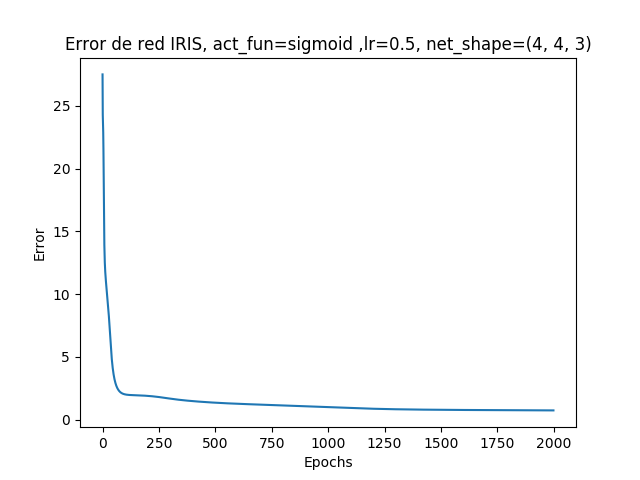 Error de red IRIS, act_fun=sigmoid ,lr=0.5, net_shape=(4, 4, 3)
25
20
15
10
5
0
Error
0 250 500 750 1000 1250 1500 1750 2000
Epochs